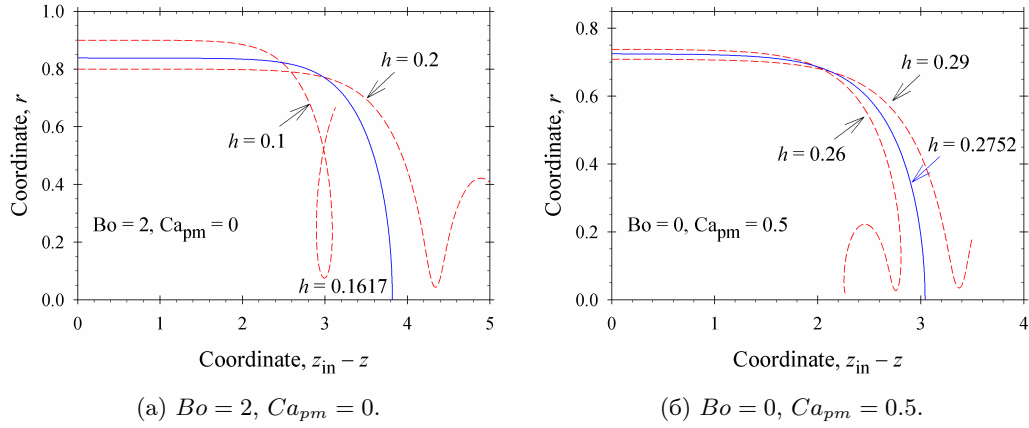 1.0
0.8
0.6
0.4
0.2
0.0
0
1
2
3
4
5
Coordinate, r
Coordinate, z_in − z
h = 0.2
h = 0.1
Bo = 2, Ca_pm = 0
h = 0.1617
(а) Bo = 2, Ca_pm = 0.
0.8
0.6
0.4
0.2
0.0
0
1
2
3
4
Coordinate, r
Coordinate, z_in − z
h = 0.29
h = 0.26
h = 0.2752
Bo = 0, Ca_pm = 0.5
(б) Bo = 0, Ca_pm = 0.5.